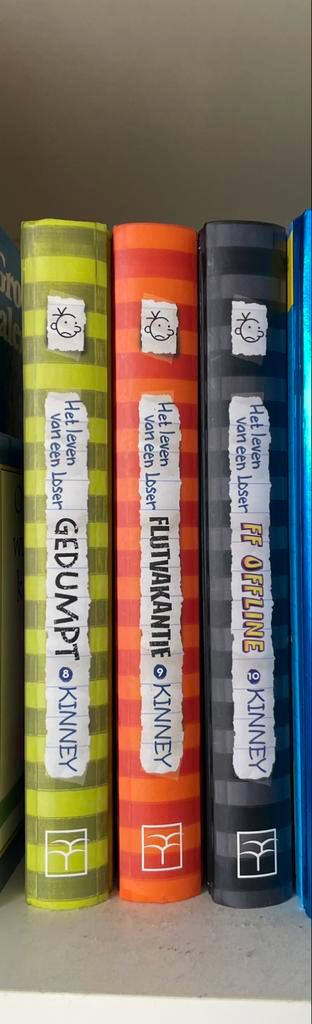 Het leven
van een Loser
GEDUMPT
8
KINNEY
Het leven
van een Loser
FLUTVAKANTIE
9
KINNEY
Het leven
van een Loser
FF OFFLINE
10
KINNEY